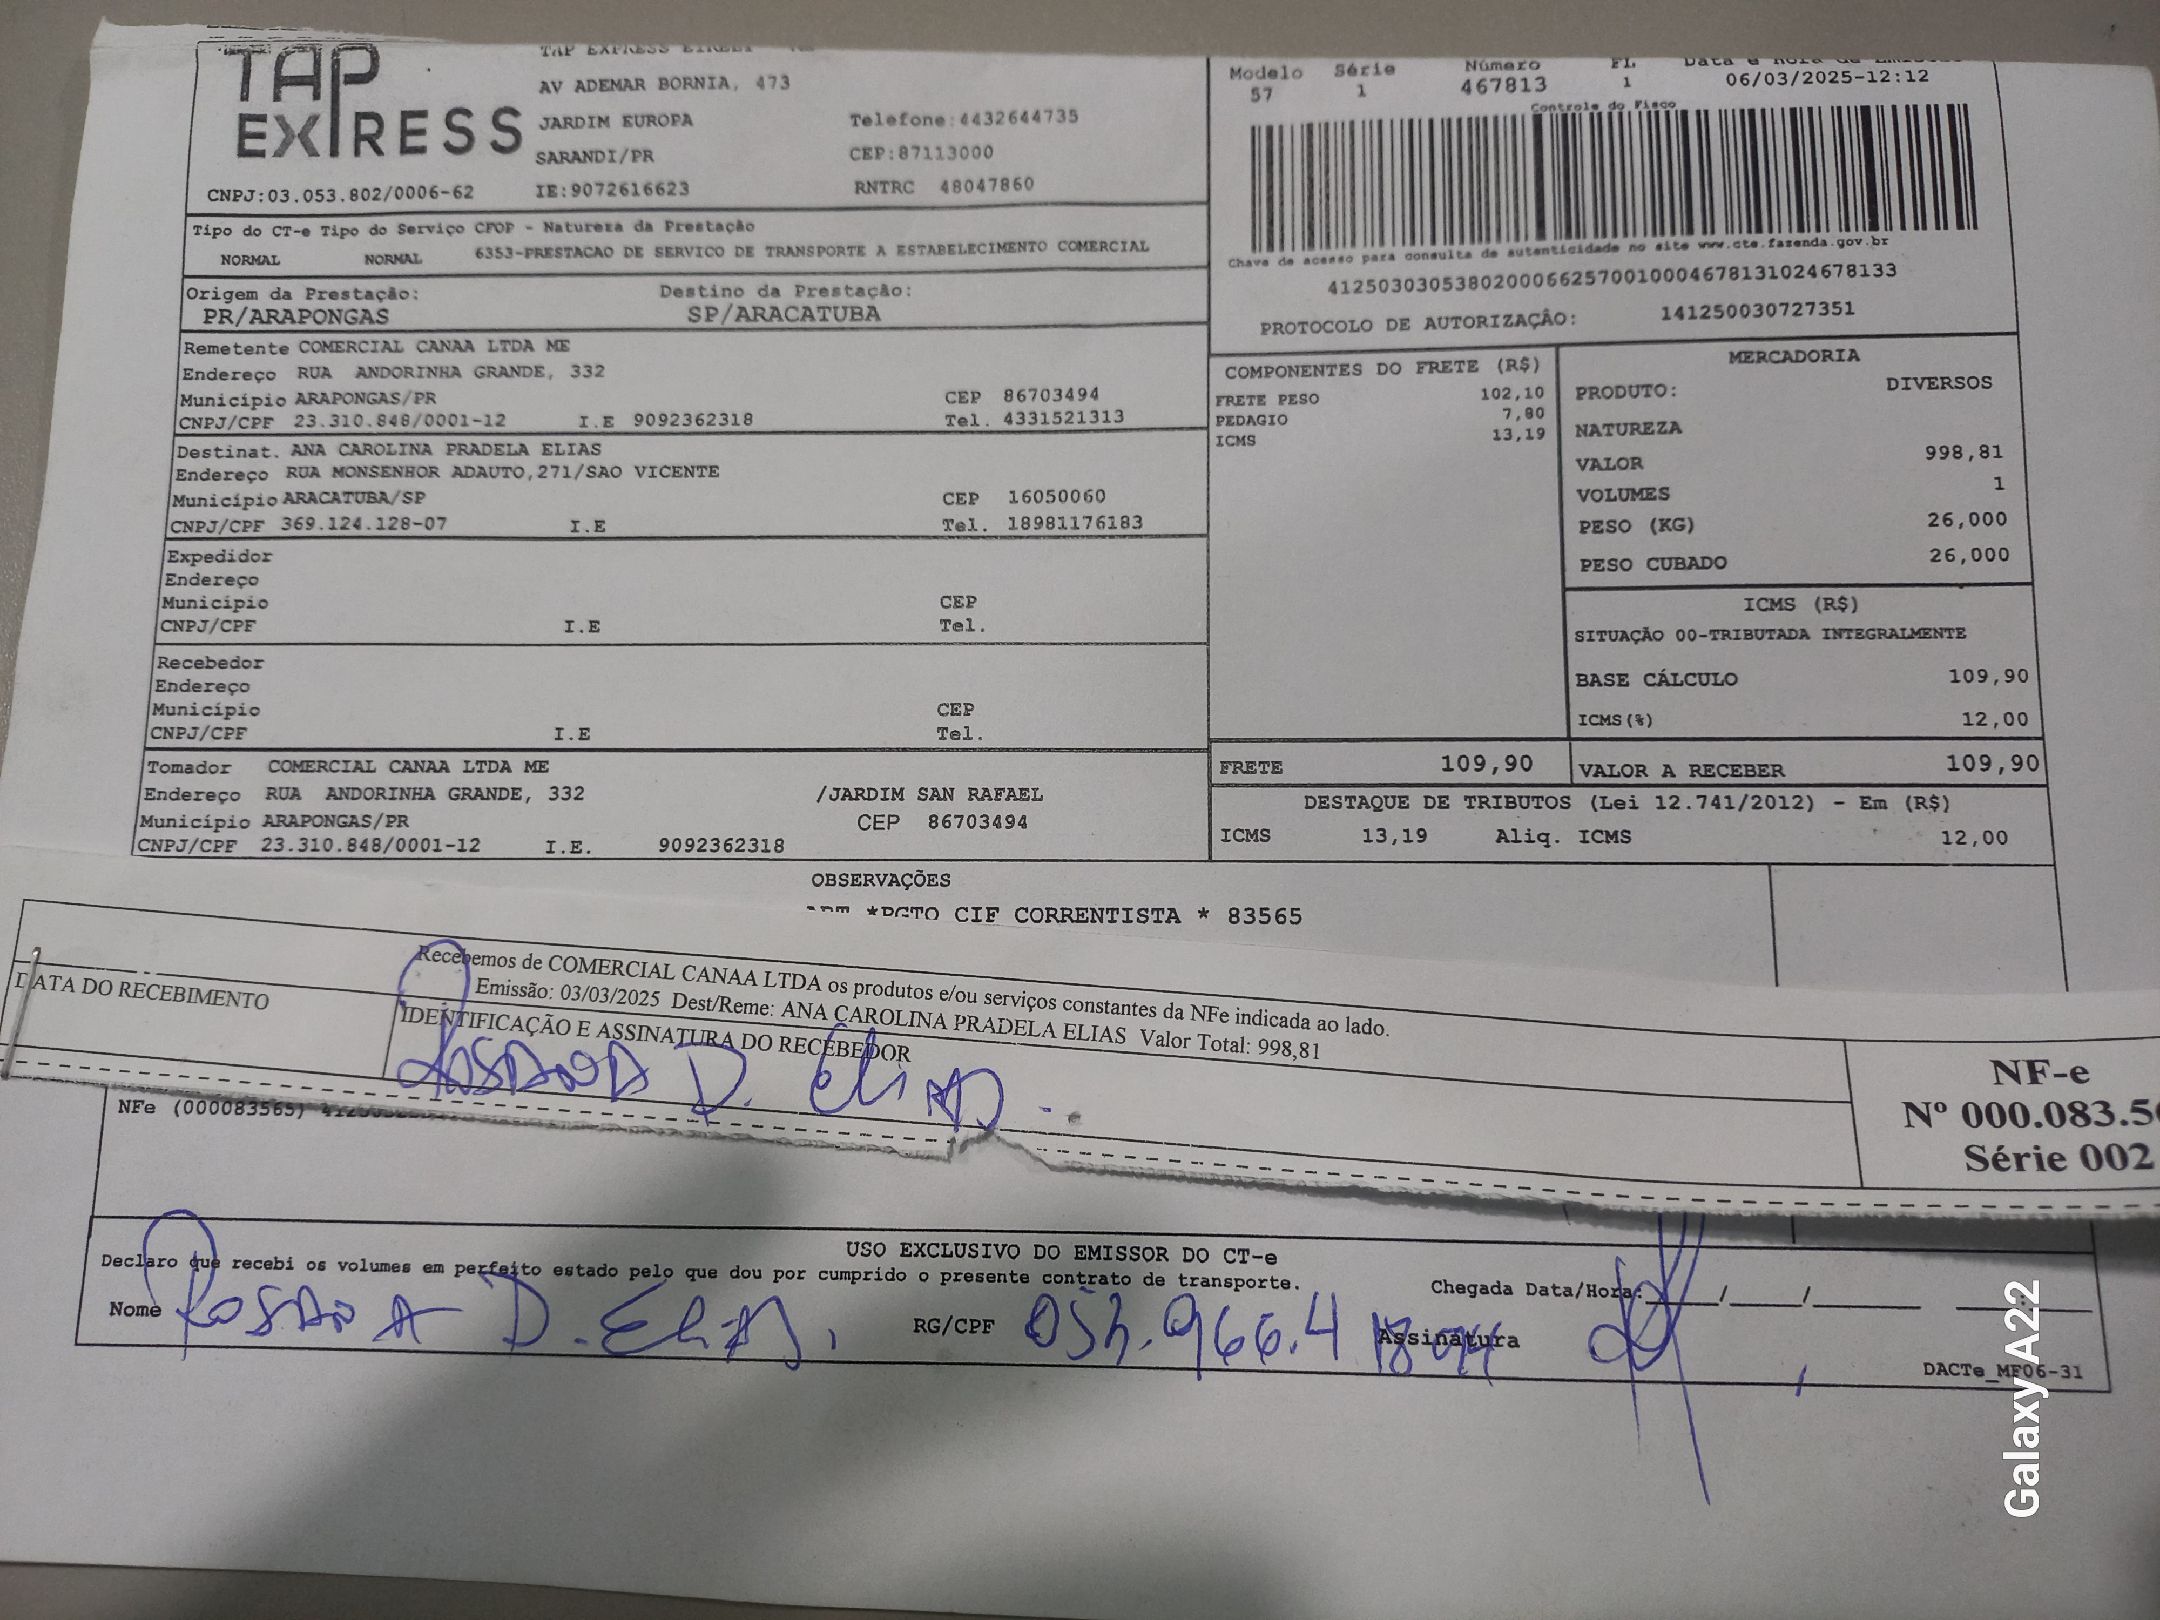 TAP EXPRESS
TAP EXPRESS EIRELI
AV ADEMAR BORNIA, 473
JARDIM EUROPA Telefone:4432644735
SARANDI/PR CEP:87113000
CNPJ:03.053.802/0006-62 IE:9072616623 RNTRC 48047860
Modelo Série Número FL Data e Hora de
57 1 467813 1 06/03/2025-12:12
Controle do Fisco
Chave de acesso para consulta de autenticidade no site www.cte.fazenda.gov.br
41250303053802000662570010004678131024678133
PROTOCOLO DE AUTORIZAÇÂO: 141250030727351
Tipo do CT-e Tipo do Serviço CFOP - Natureza da Prestação
NORMAL NORMAL 6353-PRESTACAO DE SERVICO DE TRANSPORTE A ESTABELECIMENTO COMERCIAL
Origem da Prestação: Destino da Prestação:
PR/ARAPONGAS SP/ARACATUBA
Remetente COMERCIAL CANAA LTDA ME
Endereço RUA ANDORINHA GRANDE, 332
Município ARAPONGAS/PR CEP 86703494
CNPJ/CPF 23.310.848/0001-12 I.E 9092362318 Tel. 4331521313
Destinat. ANA CAROLINA PRADELA ELIAS
Endereço RUA MONSENHOR ADAUTO,271/SAO VICENTE
Município ARACATUBA/SP CEP 16050060
CNPJ/CPF 369.124.128-07 I.E Tel. 18981176183
Expedidor
Endereço
Município CEP
CNPJ/CPF I.E Tel.
Recebedor
Endereço
Município CEP
CNPJ/CPF I.E Tel.
Tomador COMERCIAL CANAA LTDA ME
Endereço RUA ANDORINHA GRANDE, 332 /JARDIM SAN RAFAEL
Município ARAPONGAS/PR CEP 86703494
CNPJ/CPF 23.310.848/0001-12 I.E. 9092362318
COMPONENTES DO FRETE (R$)
FRETE PESO 102,10
PEDAGIO 7,80
ICMS 13,19
MERCADORIA
PRODUTO: DIVERSOS
NATUREZA
VALOR 998,81
VOLUMES 1
PESO (KG) 26,000
PESO CUBADO 26,000
ICMS (R$)
SITUAÇÃO 00-TRIBUTADA INTEGRALMENTE
BASE CÁLCULO 109,90
ICMS(%) 12,00
FRETE 109,90 VALOR A RECEBER 109,90
DESTAQUE DE TRIBUTOS (Lei 12.741/2012) - Em (R$)
ICMS 13,19 Aliq. ICMS 12,00
OBSERVAÇÕES
*PGTO CIF CORRENTISTA * 83565
Recebemos de COMERCIAL CANAA LTDA os produtos e/ou serviços constantes da NFe indicada ao lado.
Emissão: 03/03/2025 Dest/Reme: ANA CAROLINA PRADELA ELIAS Valor Total: 998,81
DATA DO RECEBIMENTO IDENTIFICAÇÃO E ASSINATURA DO RECEBEDOR
ROSANA D. ELIAS.
NF-e
Nº 000.083.5
Série 002
NFe (000083565)
USO EXCLUSIVO DO EMISSOR DO CT-e
Declaro que recebi os volumes em perfeito estado pelo que dou por cumprido o presente contrato de transporte.
Chegada Data/Hora: / /
Nome ROSANA D. ELIAS, RG/CPF Assinatura
DACTe_MF06-31
Galaxy A22